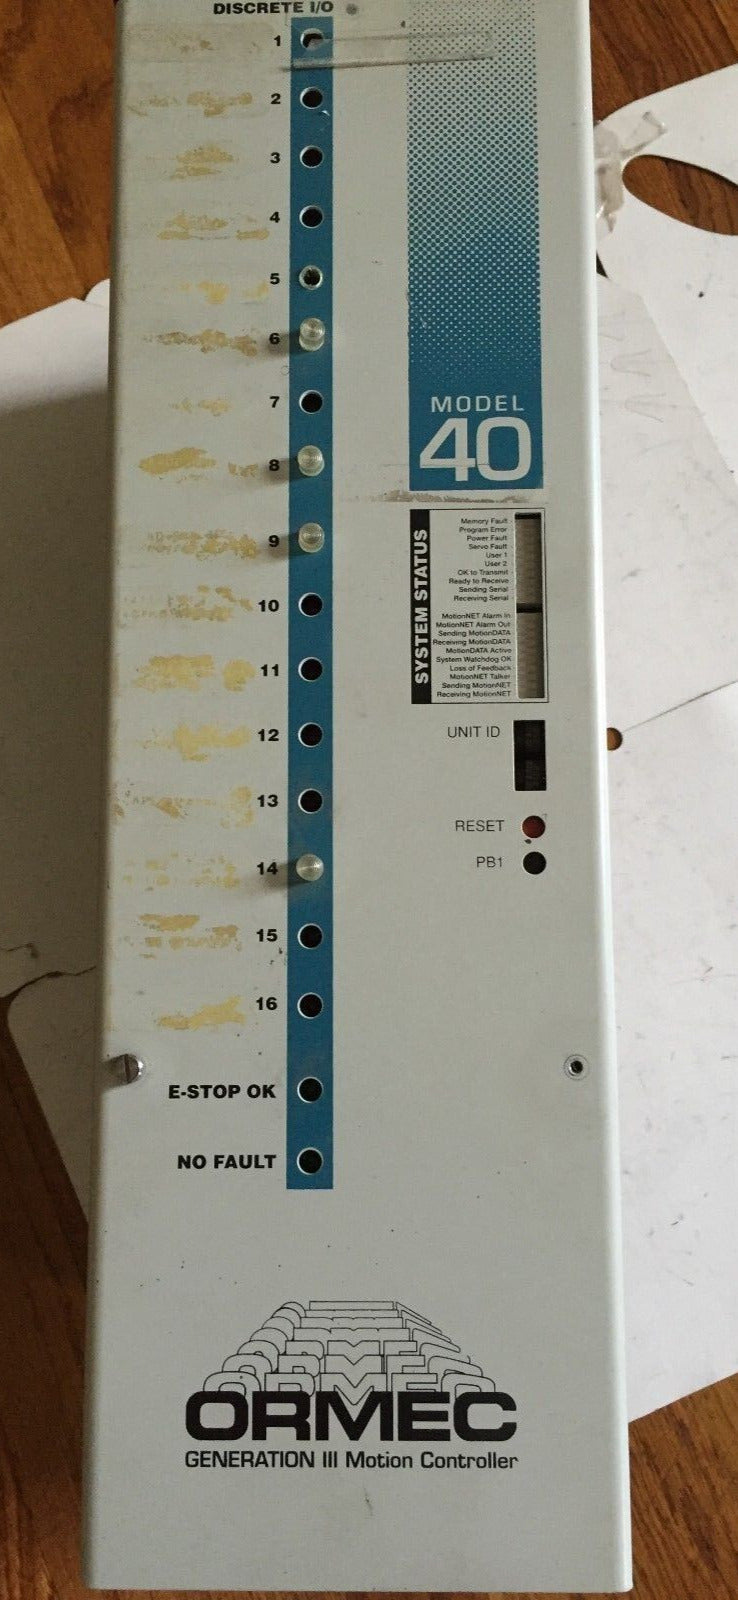 DISCRETE I/O
1
2
3
4
5
6
7
8
9
10
11
12
13
14
15
16
E-STOP OK
NO FAULT
MODEL
40
SYSTEM STATUS
Memory Fault
Program Error
Power Fault
Servo Fault
User 1
User 2
OK to Transmit
Ready to Receive
Sending Serial
Receiving Serial
MotionNET Alarm In
MotionNET Alarm Out
Sending MotionDATA
Receiving MotionDATA
MotionDATA Active
System Watchdog OK
Loss of Feedback
MotionNET Talker
Sending MotionNET
Receiving MotionNET
UNIT ID
RESET
PB1
ORMEC
GENERATION III Motion Controller